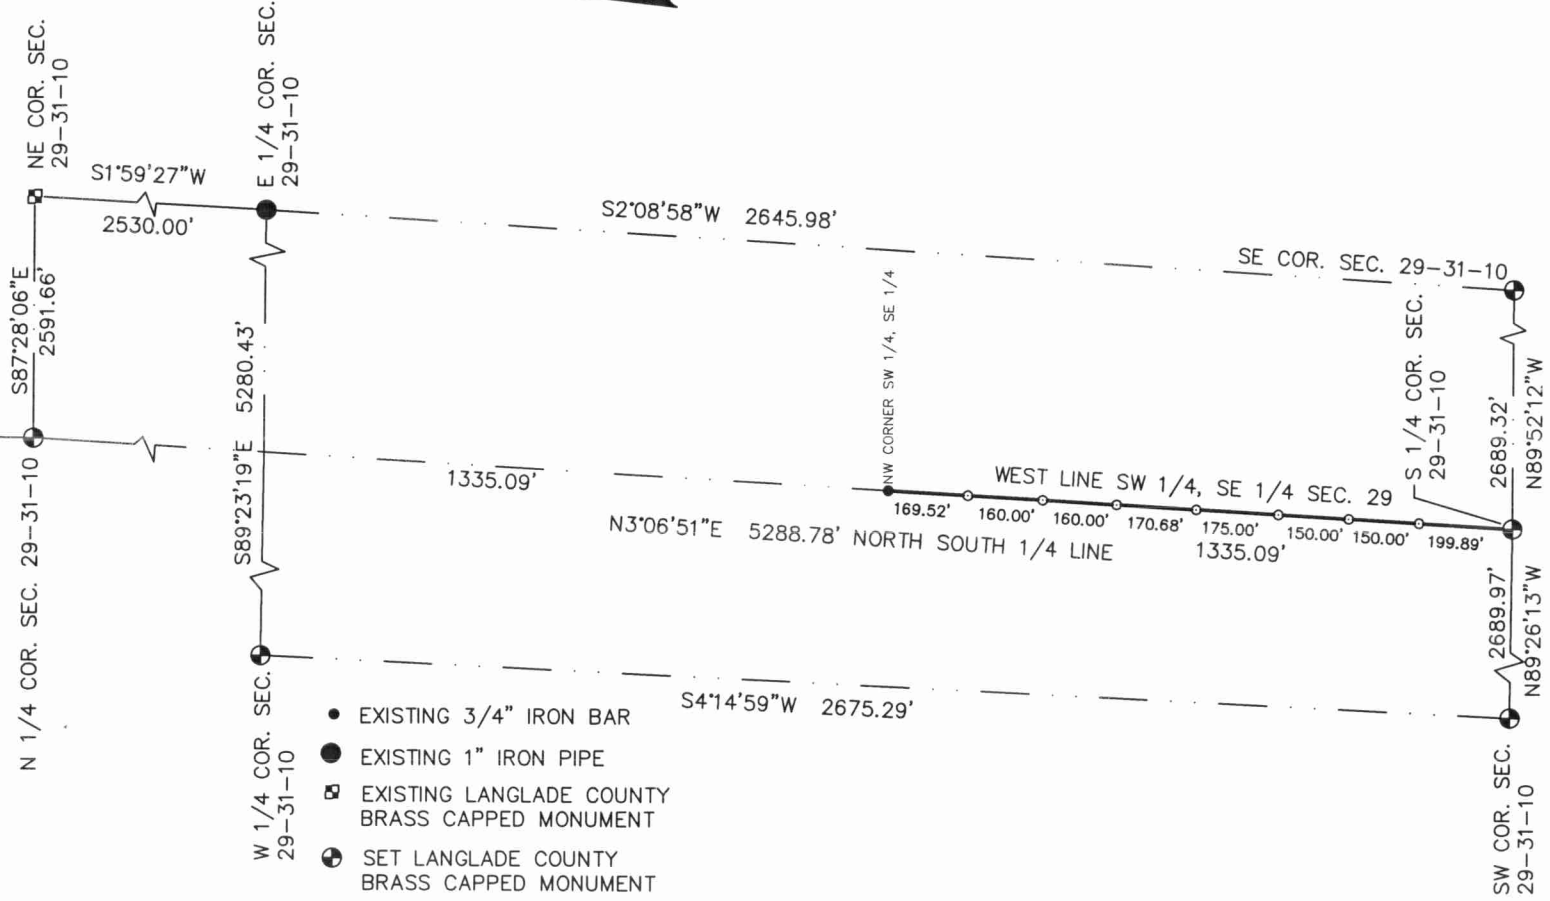 NE COR. SEC.
29-31-10
E 1/4 COR. SEC.
29-31-10
S1°59'27"W
2530.00'
S2°08'58"W 2645.98'
SE COR. SEC. 29-31-10
S87°28'06"E
2591.66'
S89°23'19"E 5280.43'
NW CORNER SW 1/4, SE 1/4
S 1/4 COR. SEC.
29-31-10
2689.32'
N89°52'12"W
1335.09'
WEST LINE SW 1/4, SE 1/4 SEC. 29
169.52' 160.00' 160.00' 170.68' 175.00' 150.00' 150.00' 199.89'
N3°06'51"E 5288.78' NORTH SOUTH 1/4 LINE
1335.09'
N 1/4 COR. SEC. 29-31-10
2689.97'
N89°26'13"W
S4°14'59"W 2675.29'
W 1/4 COR. SEC.
29-31-10
EXISTING 3/4" IRON BAR
EXISTING 1" IRON PIPE
EXISTING LANGLADE COUNTY
BRASS CAPPED MONUMENT
SET LANGLADE COUNTY
BRASS CAPPED MONUMENT
SW COR. SEC.
29-31-10